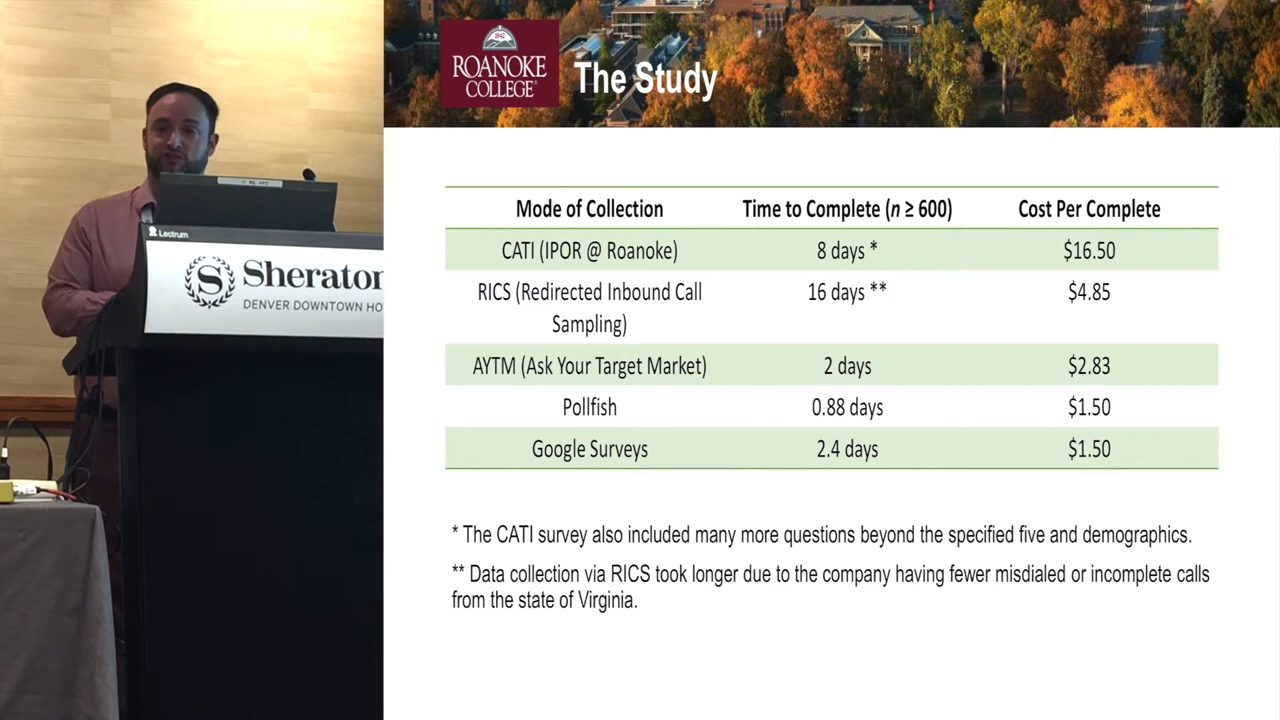 1842
ROANOKE
COLLEGE
The Study
Mode of Collection Time to Complete (n ≥ 600) Cost Per Complete
CATI (IPOR @ Roanoke) 8 days * $16.50
RICS (Redirected Inbound Call
Sampling) 16 days ** $4.85
AYTM (Ask Your Target Market) 2 days $2.83
Pollfish 0.88 days $1.50
Google Surveys 2.4 days $1.50
* The CATI survey also included many more questions beyond the specified five and demographics.
** Data collection via RICS took longer due to the company having fewer misdialed or incomplete calls
from the state of Virginia.
Lectrum
S
Sheraton
DENVER DOWNTOWN HO